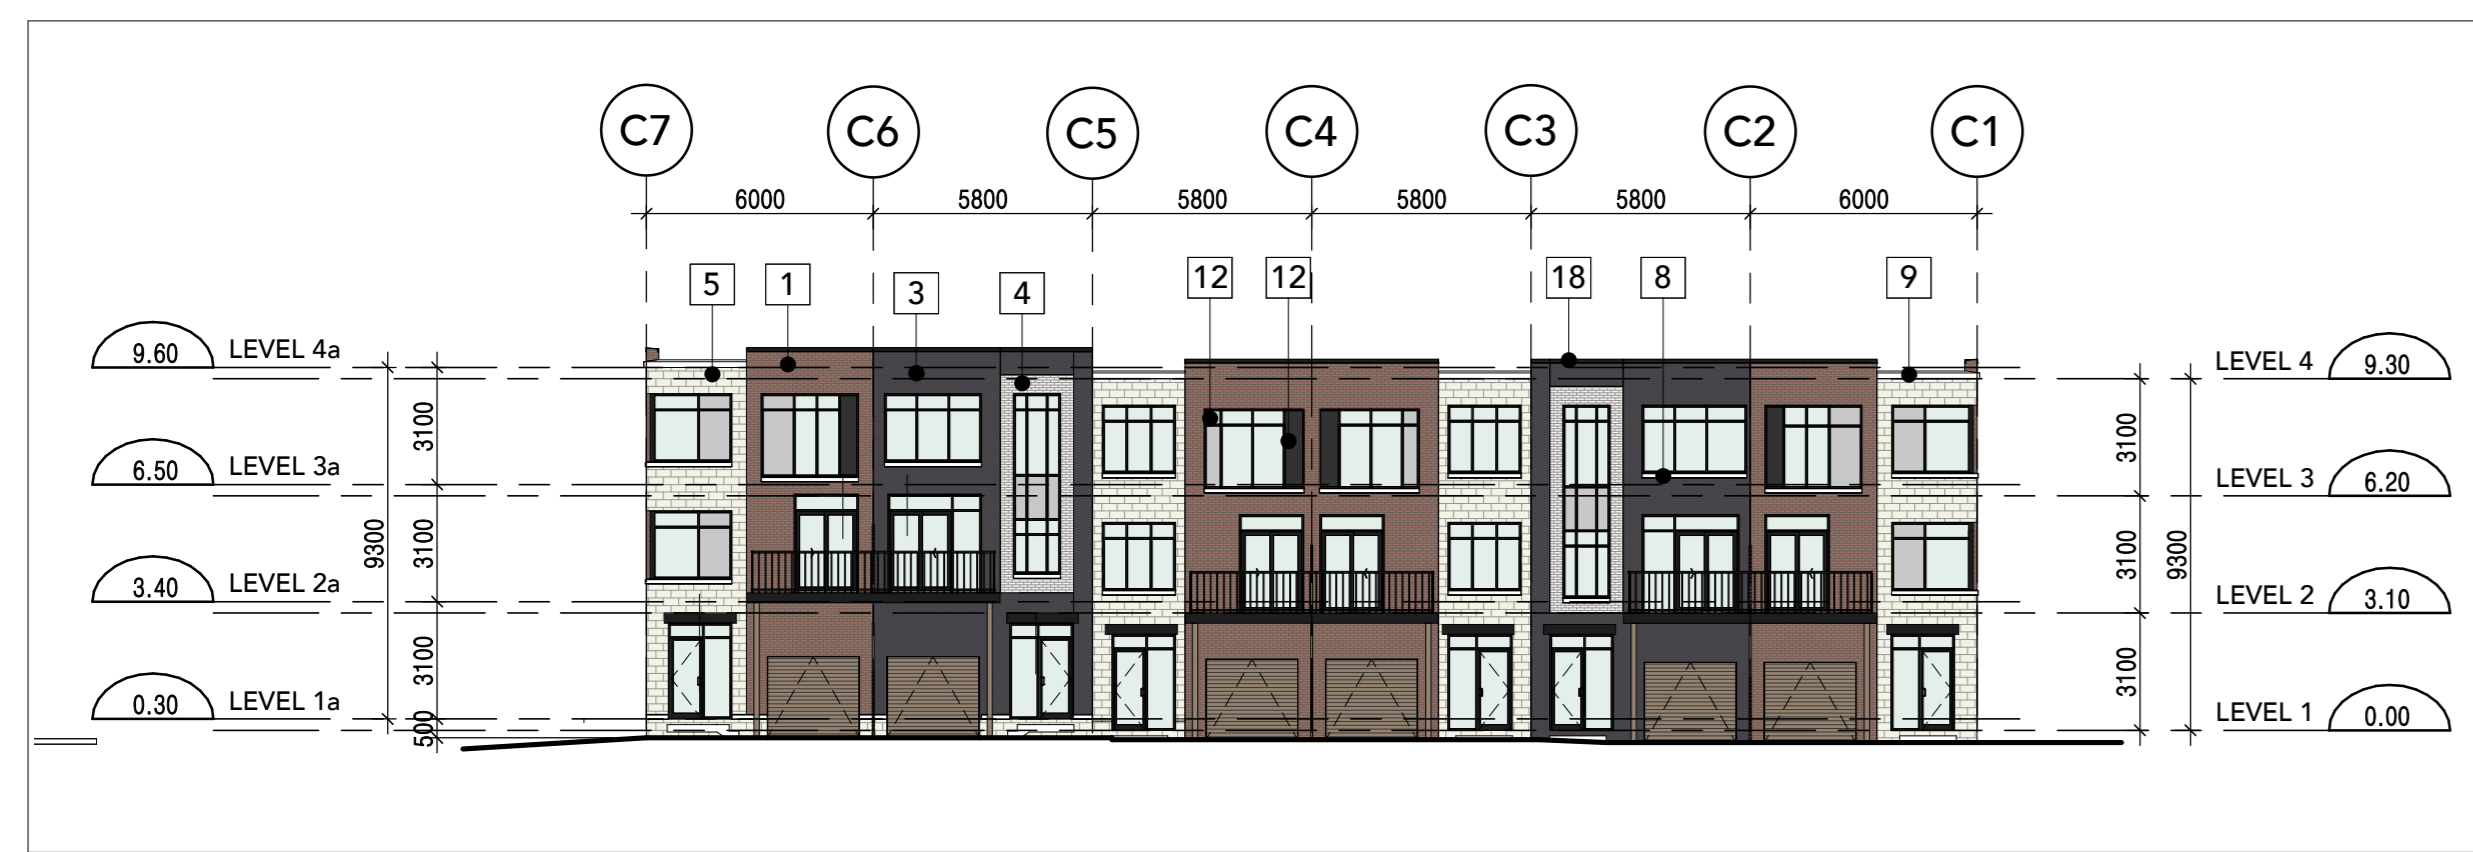 C7 C6 C5 C4 C3 C2 C1
6000 5800 5800 5800 5800 6000
5 1 3 4 12 12 18 8 9
9.60 LEVEL 4a
6.50 LEVEL 3a
3.40 LEVEL 2a
0.30 LEVEL 1a
9300
3100
3100
3100
500
LEVEL 4 9.30
LEVEL 3 6.20
LEVEL 2 3.10
LEVEL 1 0.00
3100
3100
3100
9300